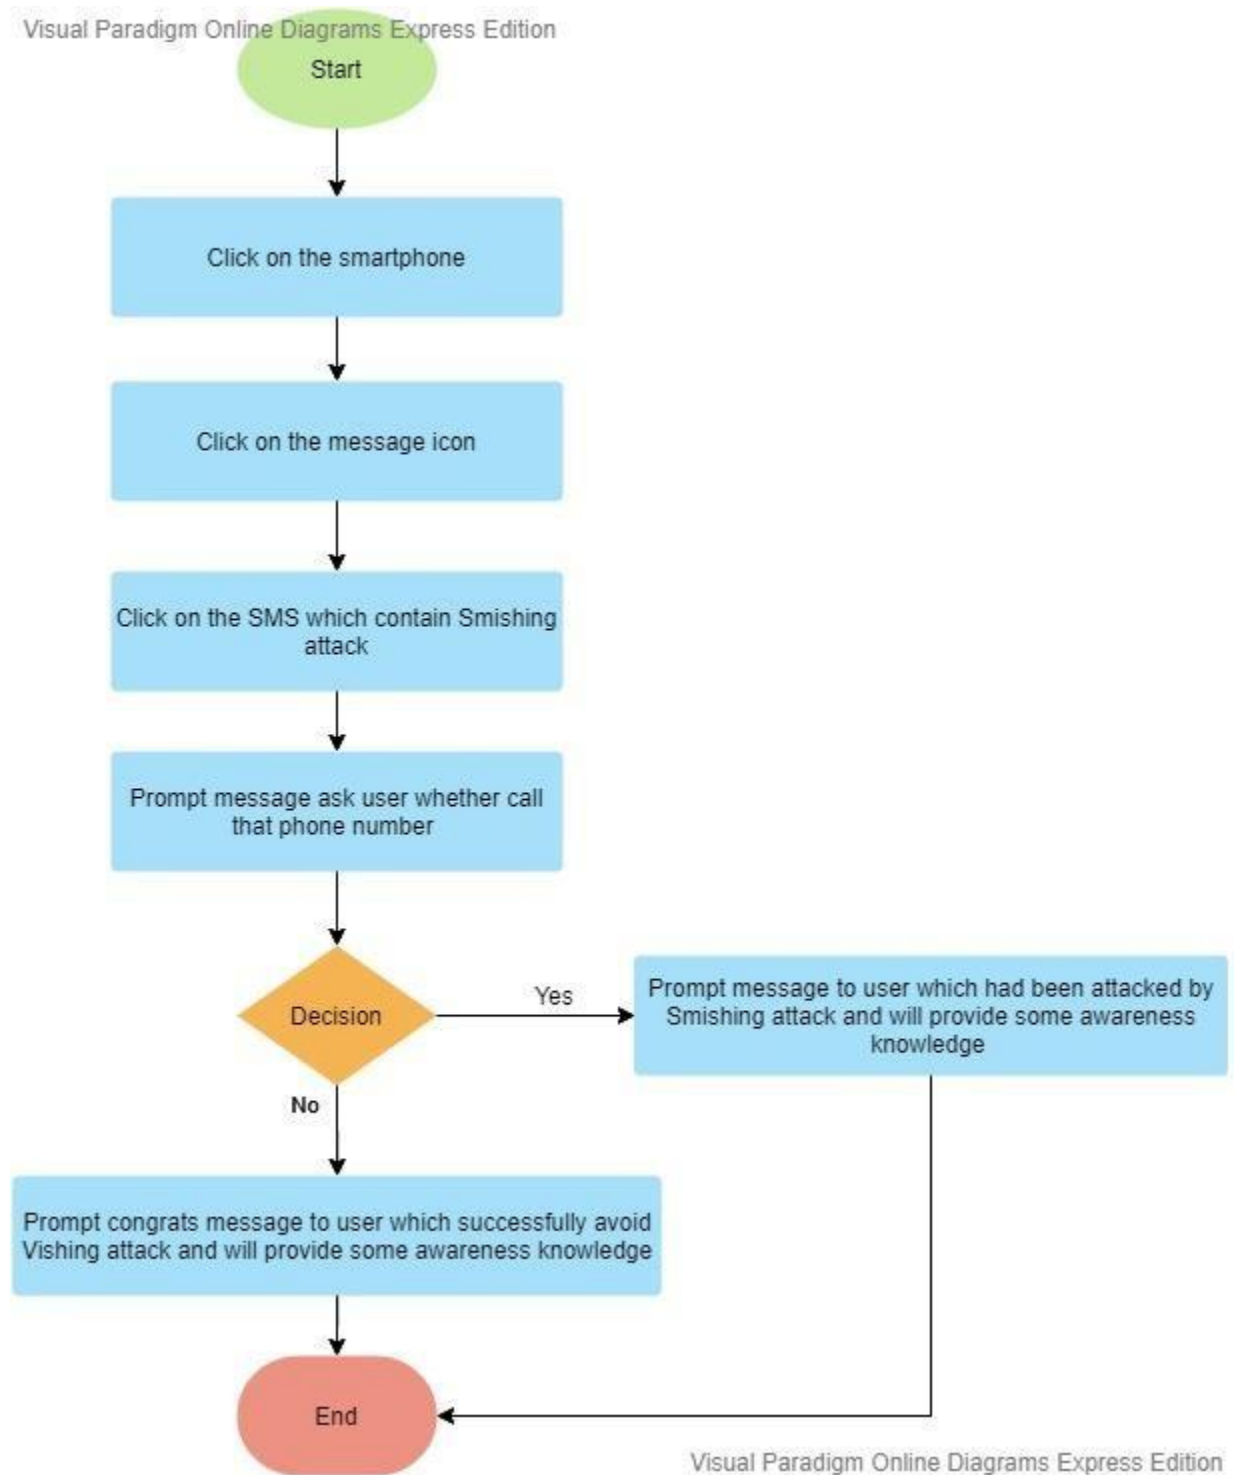 Visual Paradigm Online Diagrams Express Edition
Start
Click on the smartphone
Click on the message icon
Click on the SMS which contain Smishing
attack
Prompt message ask user whether call
that phone number
Decision
Yes
Prompt message to user which had been attacked by
Smishing attack and will provide some awareness
knowledge
No
Prompt congrats message to user which successfully avoid
Vishing attack and will provide some awareness knowledge
End
Visual Paradigm Online Diagrams Express Edition